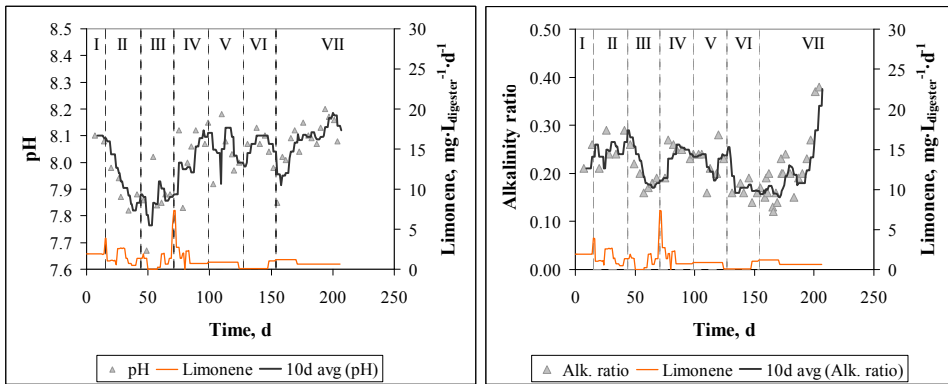 8.5
8.4
8.3
8.2
8.1
8.0
7.9
7.8
7.7
7.6
pH
I II III IV V VI VII
30
25
20
15
10
5
0
Limonene, mg·L_digester^-1·d^-1
0 50 100 150 200 250
Time, d
pH Limonene 10d avg (pH)
0.50
0.40
0.30
0.20
0.10
0.00
Alkalinity ratio
I II III IV V VI VII
30
25
20
15
10
5
0
Limonene, mg·L_digester^-1·d^-1
0 50 100 150 200 250
Time, d
Alk. ratio Limonene 10d avg (Alk. ratio)